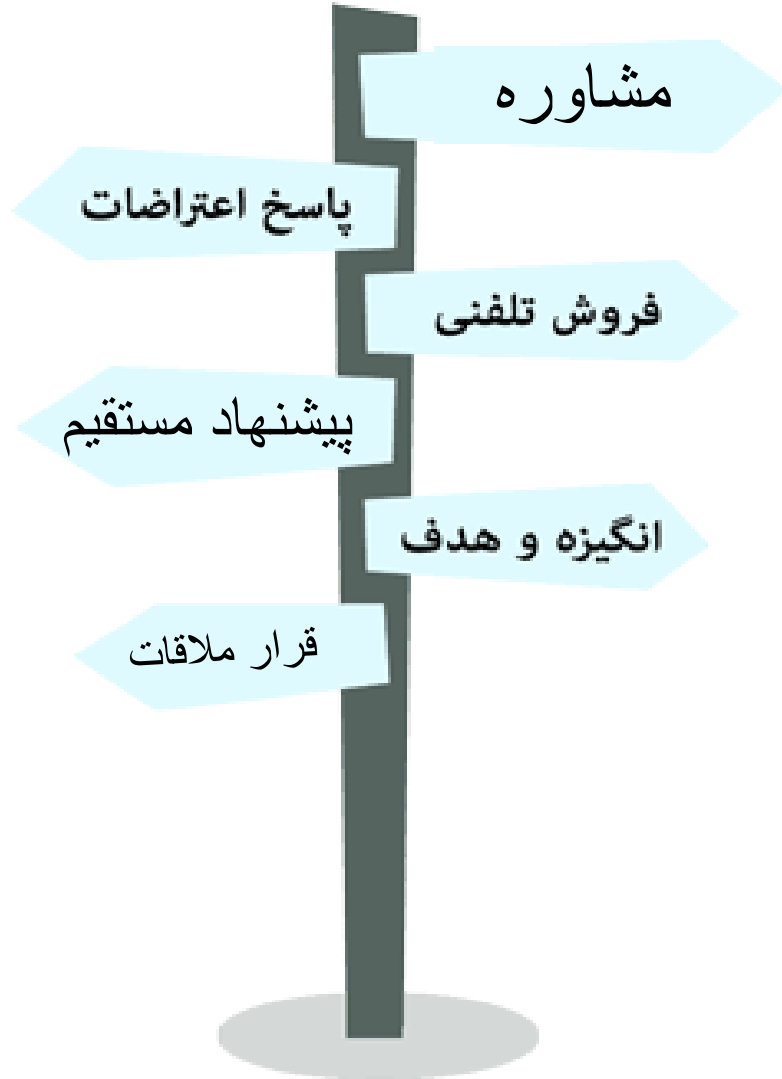 مشاوره
پاسخ اعتراضات
فروش تلفنی
پیشنهاد مستقیم
انگیزه و هدف
قرار ملاقات